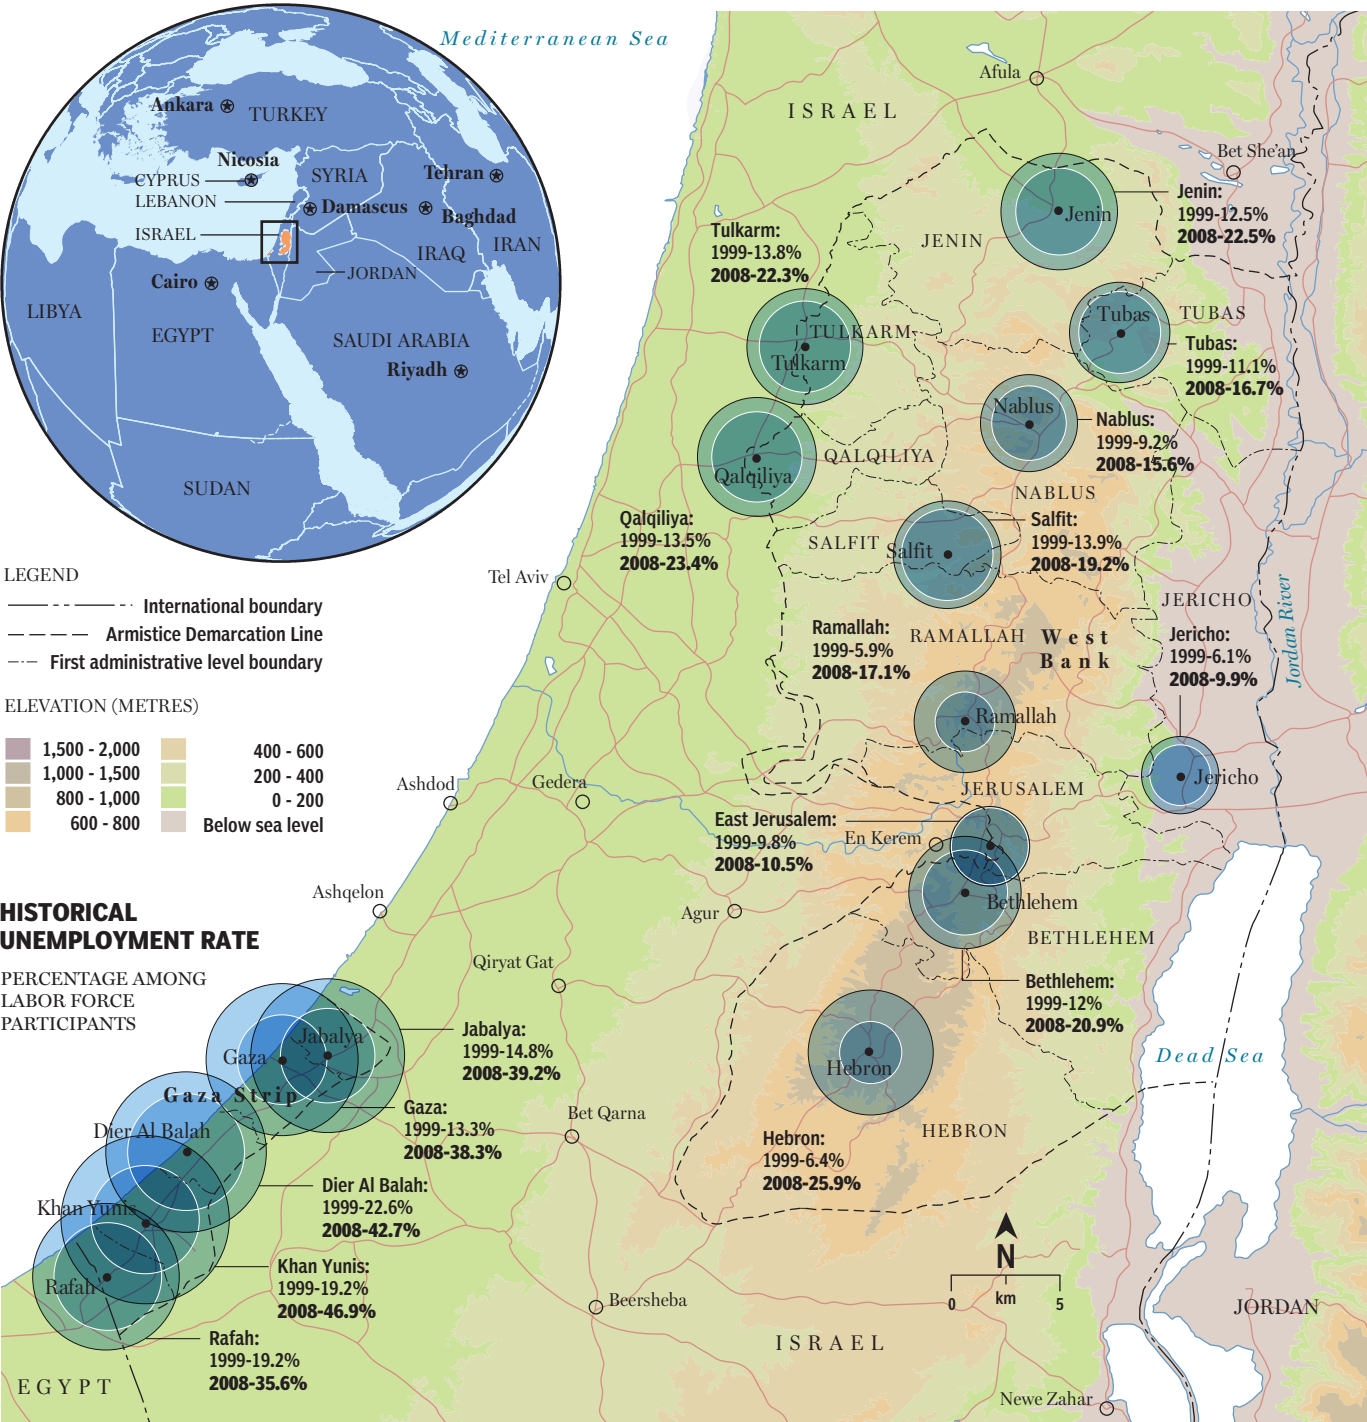 Mediterranean Sea
Ankara
TURKEY
Nicosia
CYPRUS
SYRIA
Tehran
LEBANON
Damascus
Baghdad
ISRAEL
IRAQ
IRAN
Cairo
JORDAN
LIBYA
EGYPT
SAUDI ARABIA
Riyadh
SUDAN
LEGEND
International boundary
Armistice Demarcation Line
First administrative level boundary
ELEVATION (METRES)
1,500 - 2,000
1,000 - 1,500
800 - 1,000
600 - 800
400 - 600
200 - 400
0 - 200
Below sea level
HISTORICAL
UNEMPLOYMENT RATE
PERCENTAGE AMONG
LABOR FORCE
PARTICIPANTS
ISRAEL
Afula
Bet She'an
Jenin
Jenin:
1999-12.5%
2008-22.5%
JENIN
Tulkarm:
1999-13.8%
2008-22.3%
TULKARM
Tulkarm
Tubas
TUBAS
Tubas:
1999-11.1%
2008-16.7%
Nablus
Nablus:
1999-9.2%
2008-15.6%
NABLUS
QALQILIYA
Qalqiliya
Qalqiliya:
1999-13.5%
2008-23.4%
SALFIT
Salfit
Salfit:
1999-13.9%
2008-19.2%
Tel Aviv
JERICHO
Jordan River
Ramallah:
1999-5.9%
2008-17.1%
RAMALLAH
West
Bank
Jericho:
1999-6.1%
2008-9.9%
Ramallah
Jericho
Ashdod
Gedera
JERUSALEM
East Jerusalem:
1999-9.8%
2008-10.5%
En Kerem
Ashqelon
Agur
Bethlehem
BETHLEHEM
Bethlehem:
1999-12%
2008-20.9%
Qiryat Gat
Jabalya
Gaza
Jabalya:
1999-14.8%
2008-39.2%
Dead Sea
Hebron
Gaza Strip
Gaza:
1999-13.3%
2008-38.3%
Bet Qarna
Dier Al Balah
HEBRON
Hebron:
1999-6.4%
2008-25.9%
Dier Al Balah:
1999-22.6%
2008-42.7%
Khan Yunis
Khan Yunis:
1999-19.2%
2008-46.9%
Rafah
Rafah:
1999-19.2%
2008-35.6%
Beersheba
N
0
km
5
JORDAN
ISRAEL
EGYPT
Newe Zahar